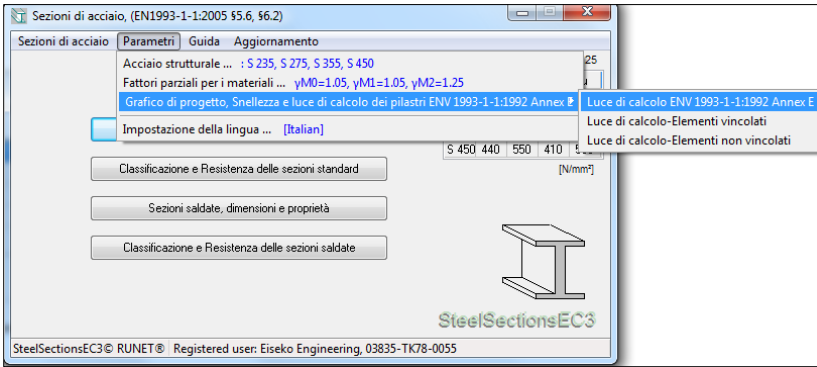 Sezioni di acciaio, (EN1993-1-1:2005 §5.6, §6.2)
Sezioni di acciaio Parametri Guida Aggiornamento
Acciaio strutturale ... : S 235, S 275, S 355, S 450
25
Fattori parziali per i materiali ... γM0=1.05, γM1=1.05, γM2=1.25
Grafico di progetto, Snellezza e luce di calcolo dei pilastri ENV 1993-1-1:1992 Annex
Luce di calcolo ENV 1993-1-1:1992 Annex E
Luce di calcolo-Elementi vincolati
Luce di calcolo-Elementi non vincolati
Impostazione della lingua ... [Italian]
S 450 440 550 410
[N/mm²]
Classificazione e Resistenza delle sezioni standard
Sezioni saldate, dimensioni e proprietà
Classificazione e Resistenza delle sezioni saldate
SteelSectionsEC3
SteelSectionsEC3© RUNET® Registered user: Eiseko Engineering, 03835-TK78-0055